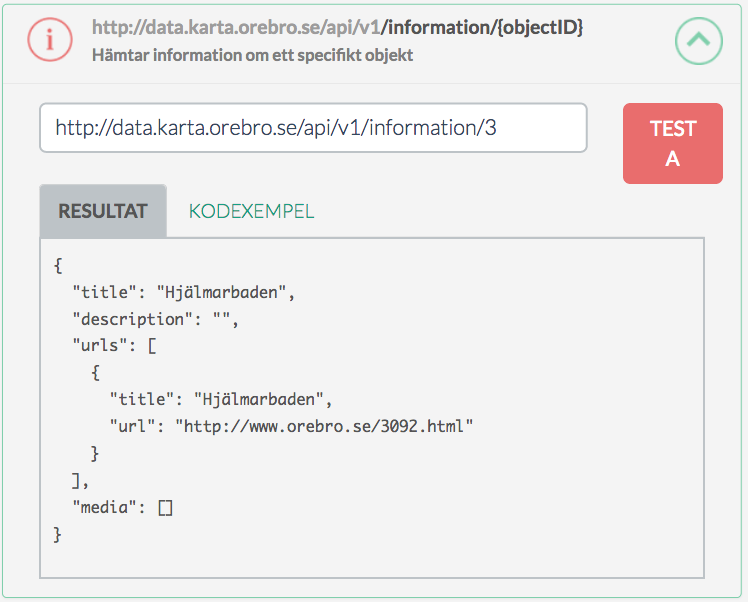 http://data.karta.orebro.se/api/v1/information/{objectID}
Hämtar information om ett specifikt objekt
http://data.karta.orebro.se/api/v1/information/3
TEST
A
RESULTAT KODEXEMPEL
{
  "title": "Hjälmarbaden",
  "description": "",
  "urls": [
    {
      "title": "Hjälmarbaden",
      "url": "http://www.orebro.se/3092.html"
    }
  ],
  "media": []
}